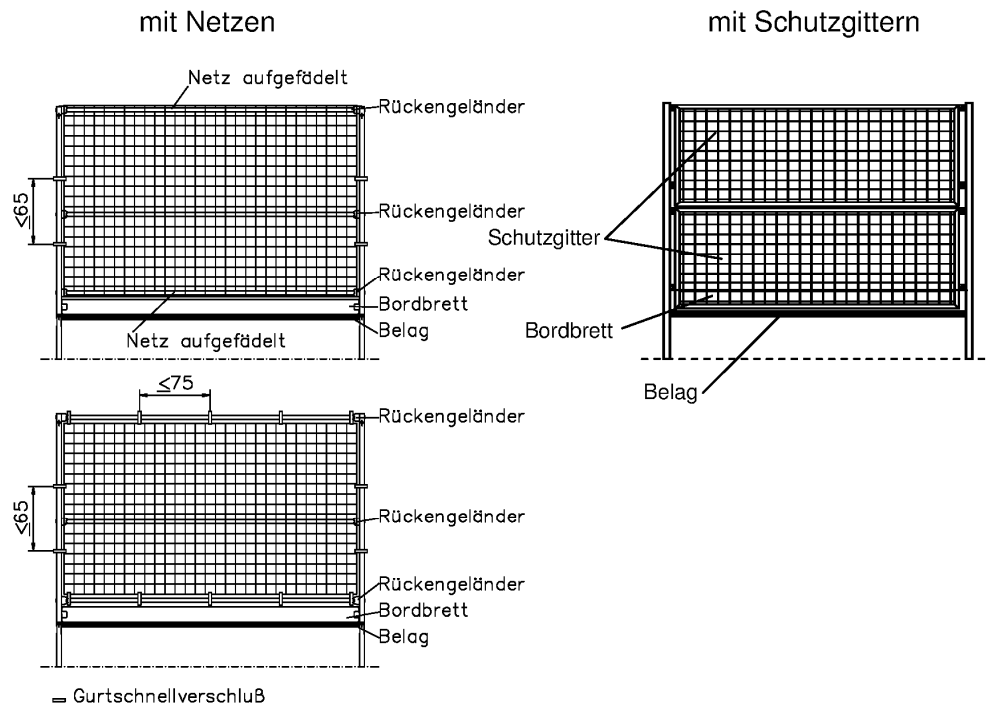 mit Netzen
Netz aufgefädelt
Rückengeländer
≤65
Rückengeländer
Rückengeländer
Bordbrett
Belag
Netz aufgefädelt
≤75
Rückengeländer
≤65
Rückengeländer
Rückengeländer
Bordbrett
Belag
Gurtschnellverschluß
mit Schutzgittern
Schutzgitter
Bordbrett
Belag